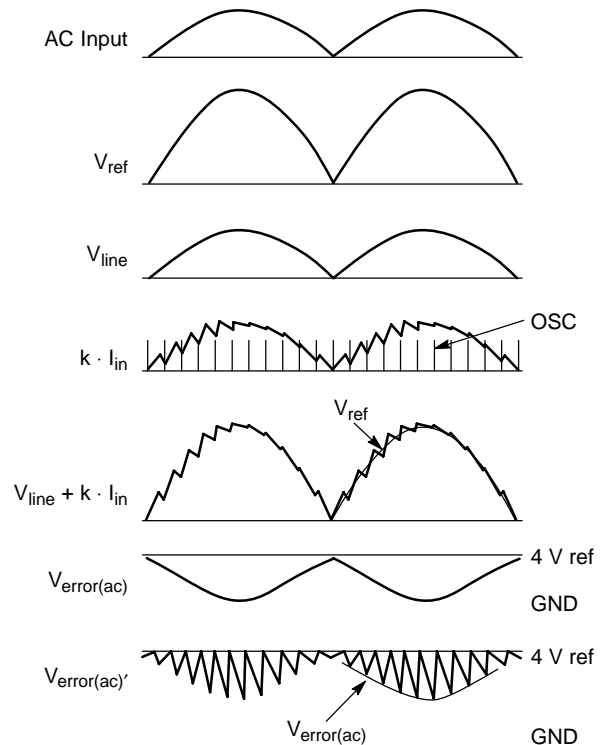 AC Input
Vref
Vline
OSC
k · Iin
Vref
Vline + k · Iin
4 V ref
Verror(ac)
GND
4 V ref
Verror(ac)′
Verror(ac)
GND